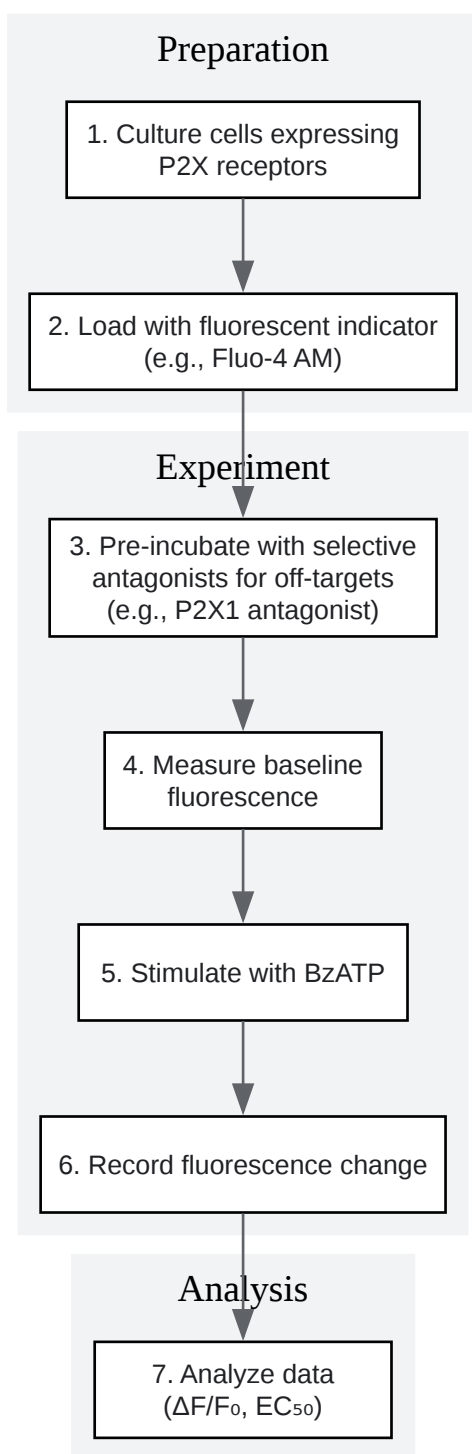 Preparation
1. Culture cells expressing
P2X receptors
2. Load with fluorescent indicator
(e.g., Fluo-4 AM)
Experiment
3. Pre-incubate with selective
antagonists for off-targets
(e.g., P2X1 antagonist)
4. Measure baseline
fluorescence
5. Stimulate with BzATP
6. Record fluorescence change
Analysis
7. Analyze data
(ΔF/F₀, EC₅₀)